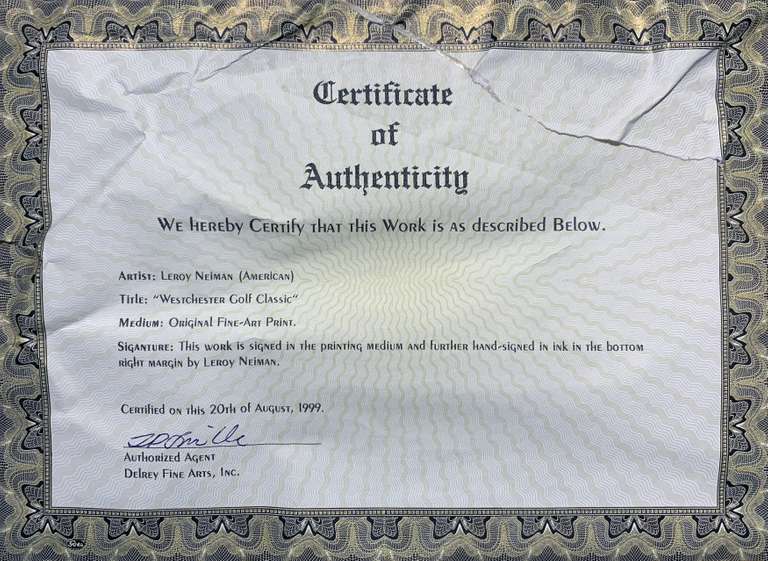 Certificate
of
Authenticity
We hereby Certify that this Work is as described Below.
Artist: Leroy Neiman (American)
Title: "Westchester Golf Classic"
Medium: Original Fine-Art Print.
Siganture: This work is signed in the printing medium and further hand-signed in ink in the bottom
right margin by Leroy Neiman.
Certified on this 20th of August, 1999.
Authorized Agent
Delrey Fine Arts, Inc.